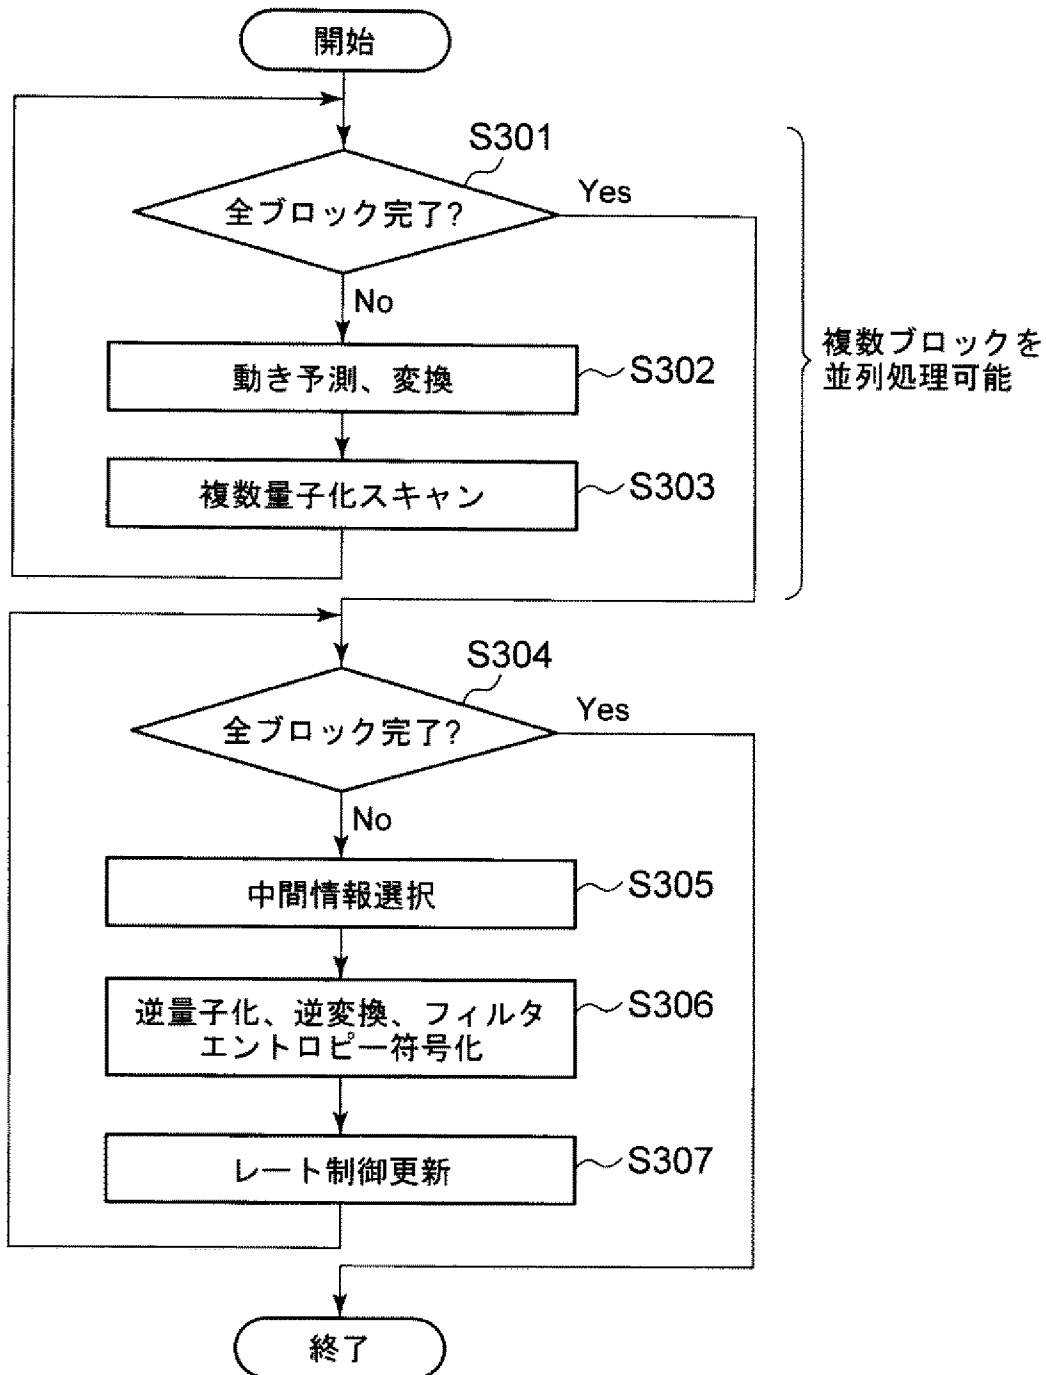 開始
S301
全ブロック完了?
Yes
No
動き予測、変換
S302
複数量子化スキャン
S303
複数ブロックを
並列処理可能
S304
全ブロック完了?
Yes
No
中間情報選択
S305
逆量子化、逆変換、フィルタ
エントロピー符号化
S306
レート制御更新
S307
終了